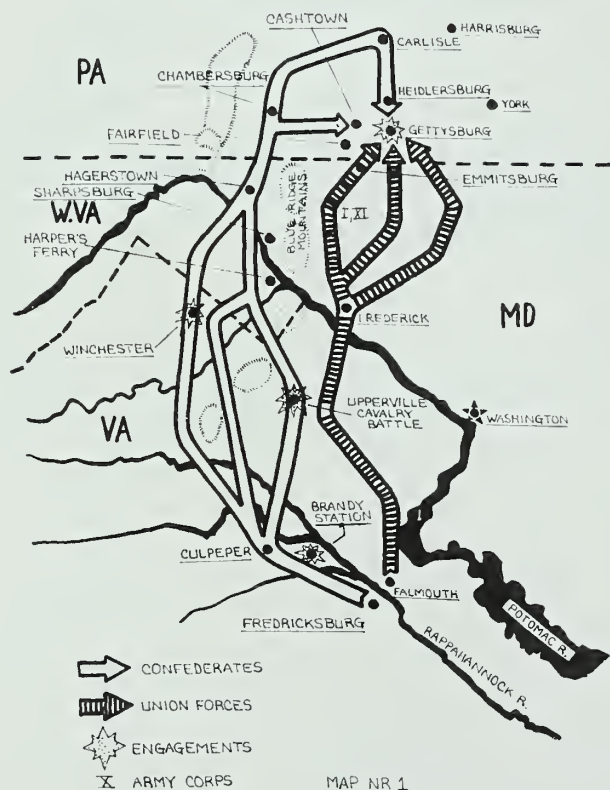 CASHTOWN
HARRISBURG
CARLISLE
PA
CHAMBERSBURG
HEIDLERSBURG
YORK
FAIRFIELD
GETTYSBURG
HAGERSTOWN
EMMITSBURG
SHARPSBURG
W.VA
I, XI
BLUE RIDGE
MOUNTAINS
HARPER'S
FERRY
FREDERICK
MD
WINCHESTER
UPPERVILLE
CAVALRY
BATTLE
WASHINGTON
VA
BRANDY
STATION
CULPEPER
FALMOUTH
FREDRICKSBURG
POTOMAC R.
RAPPAHANNOCK R.
CONFEDERATES
UNION FORCES
ENGAGEMENTS
X ARMY CORPS
MAP NR 1